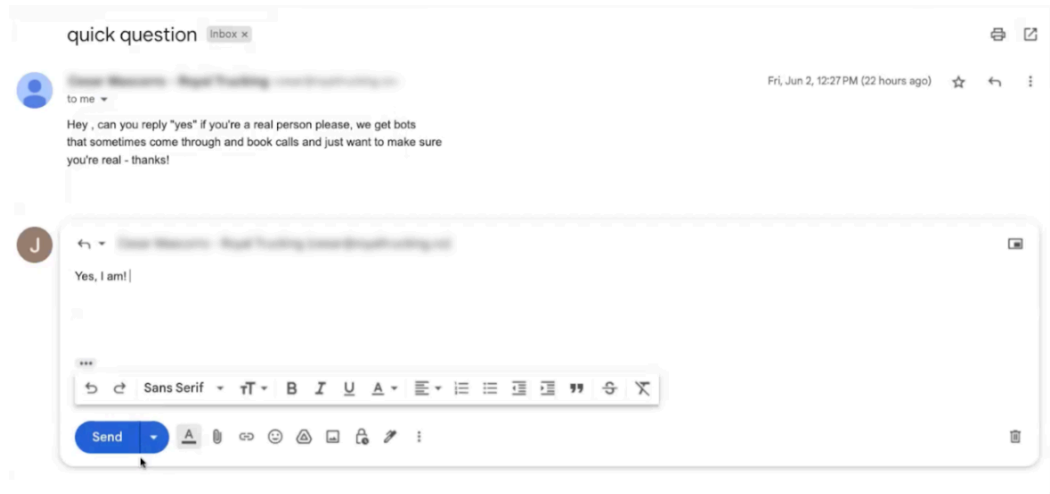 quick question Inbox ×
Fri, Jun 2, 12:27 PM (22 hours ago)
to me
Hey , can you reply "yes" if you're a real person please, we get bots
that sometimes come through and book calls and just want to make sure
you're real - thanks!
J
Yes, I am!
Sans Serif
Send